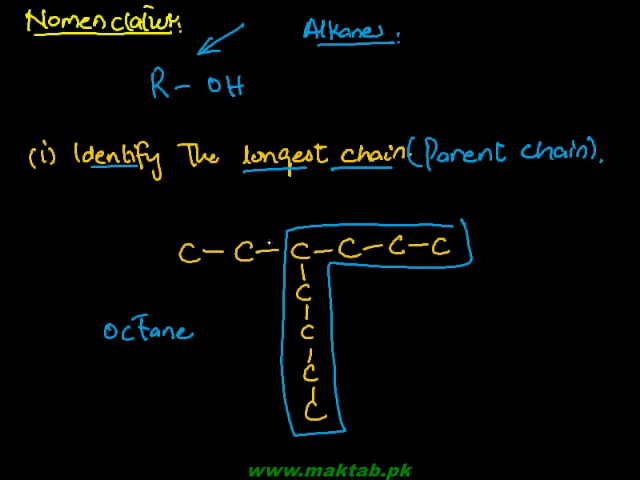 Nomenclature:
Alkanes:
R - OH
(i) Identify The longest chain (Parent chain).
C - C - C - C - C - C
C
C
octane
C
C
www.maktab.pk